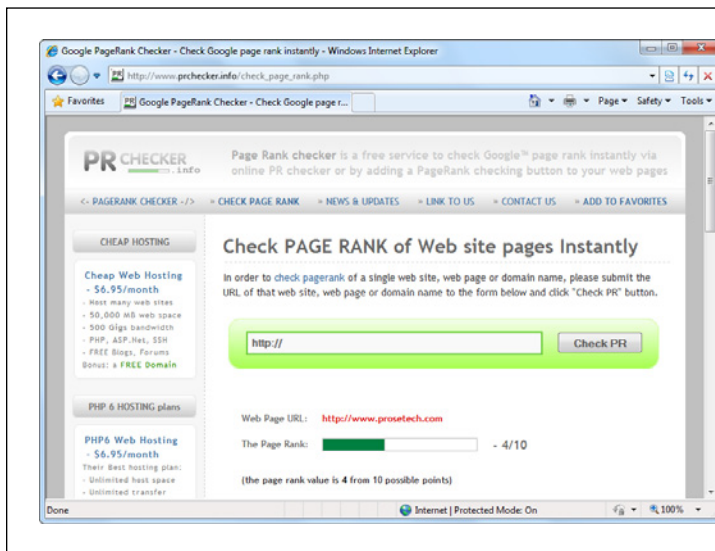 Google PageRank Checker - Check Google page rank instantly - Windows Internet Explorer
http://www.prchecker.info/check_page_rank.php
Favorites
Google PageRank Checker - Check Google page r...
Page
Safety
Tools
PR CHECKER .info
Page Rank checker is a free service to check Google™ page rank instantly via
online PR checker or by adding a PageRank checking button to your web pages
<- PAGERANK CHECKER -/>
» CHECK PAGE RANK
» NEWS & UPDATES
» LINK TO US
» CONTACT US
» ADD TO FAVORITES
CHEAP HOSTING
Cheap Web Hosting
- $6.95/month
- Host many web sites
- 50,000 MB web space
- 500 Gigs bandwidth
- PHP, ASP.Net, SSH
- FREE Blogs, Forums
Bonus: a FREE Domain
PHP 6 HOSTING plans
PHP6 Web Hosting
- $6.95/month
Their Best hosting plan:
- Unlimited host space
- Unlimited transfer
Check PAGE RANK of Web site pages Instantly
In order to check pagerank of a single web site, web page or domain name, please submit the
URL of that web site, web page or domain name to the form below and click "Check PR" button.
http://
Check PR
Web Page URL: http://www.prosetech.com
The Page Rank: - 4/10
(the page rank value is 4 from 10 possible points)
Done
Internet | Protected Mode: On
100%